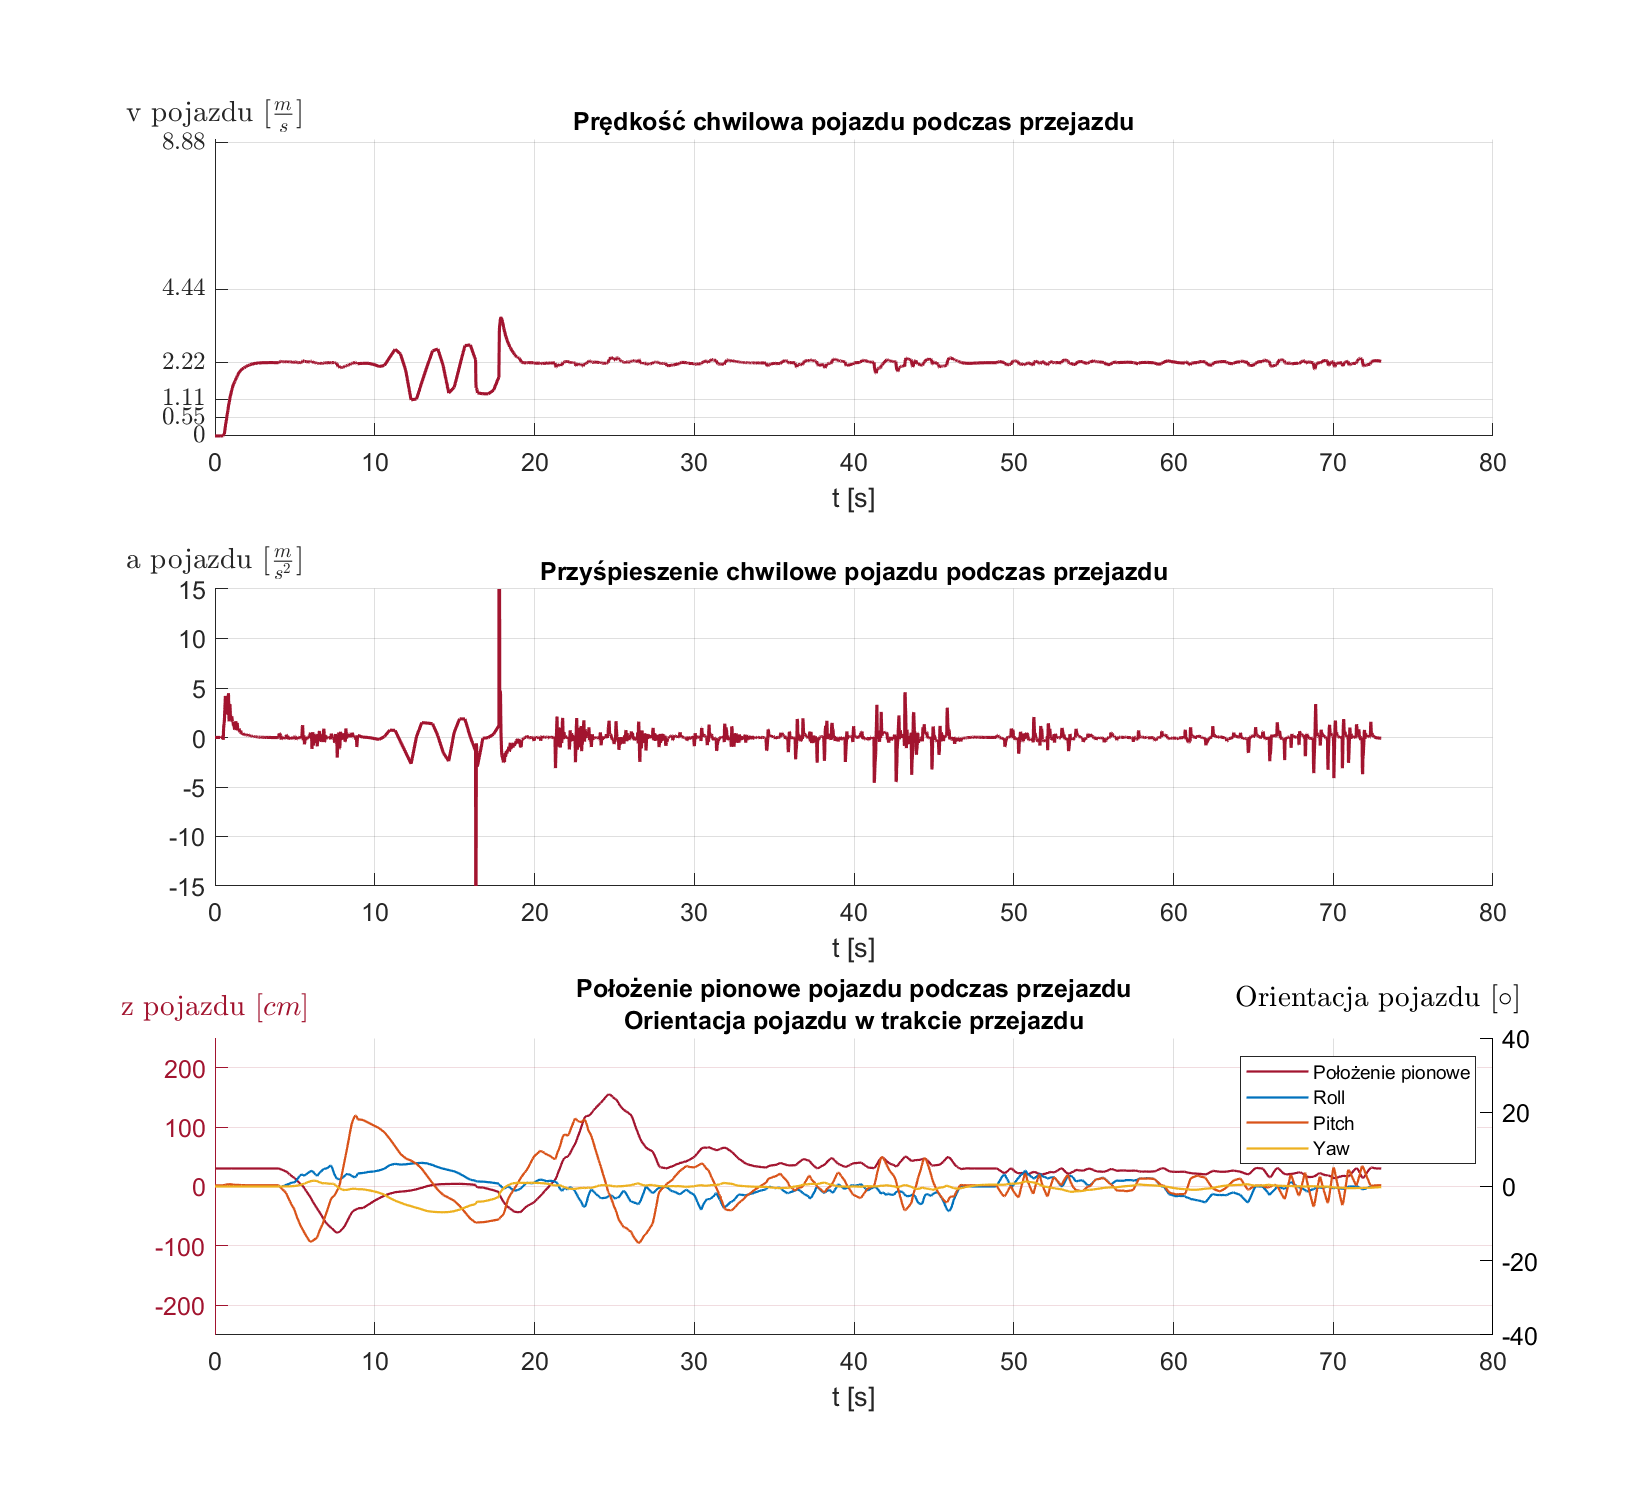 v pojazdu [m/s]
Prędkość chwilowa pojazdu podczas przejazdu
8.88
4.44
2.22
1.11
0.55
0
0 10 20 30 40 50 60 70 80
t [s]
a pojazdu [m/s²]
Przyśpieszenie chwilowe pojazdu podczas przejazdu
15
10
5
0
-5
-10
-15
0 10 20 30 40 50 60 70 80
t [s]
z pojazdu [cm]
Położenie pionowe pojazdu podczas przejazdu
Orientacja pojazdu w trakcie przejazdu
Orientacja pojazdu [∘]
200
100
0
-100
-200
40
20
0
-20
-40
Położenie pionowe
Roll
Pitch
Yaw
0 10 20 30 40 50 60 70 80
t [s]